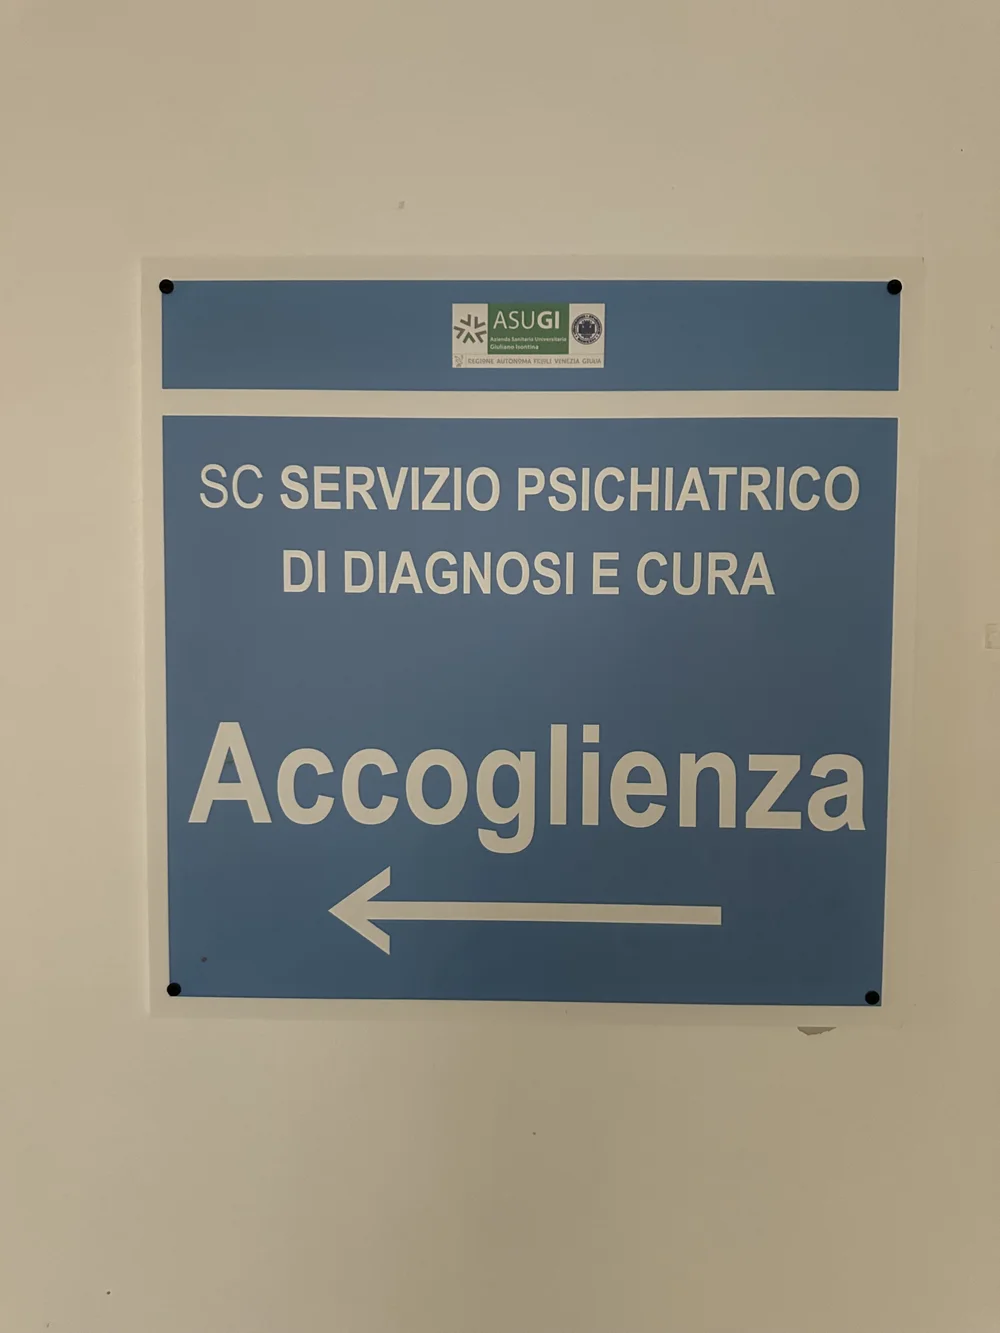 ASUGI
Azienda Sanitaria Universitaria
Giuliano Isontina
REGIONE AUTONOMA FRIULI VENEZIA GIULIA
SC SERVIZIO PSICHIATRICO
DI DIAGNOSI E CURA
Accoglienza